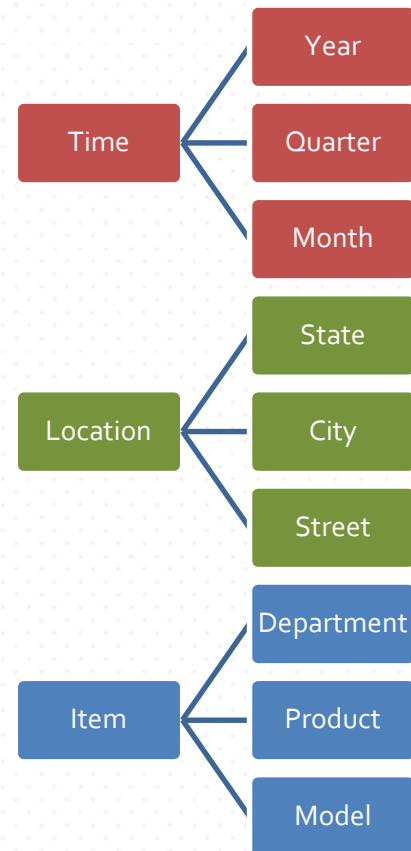 Time
Year
Quarter
Month
Location
State
City
Street
Item
Department
Product
Model